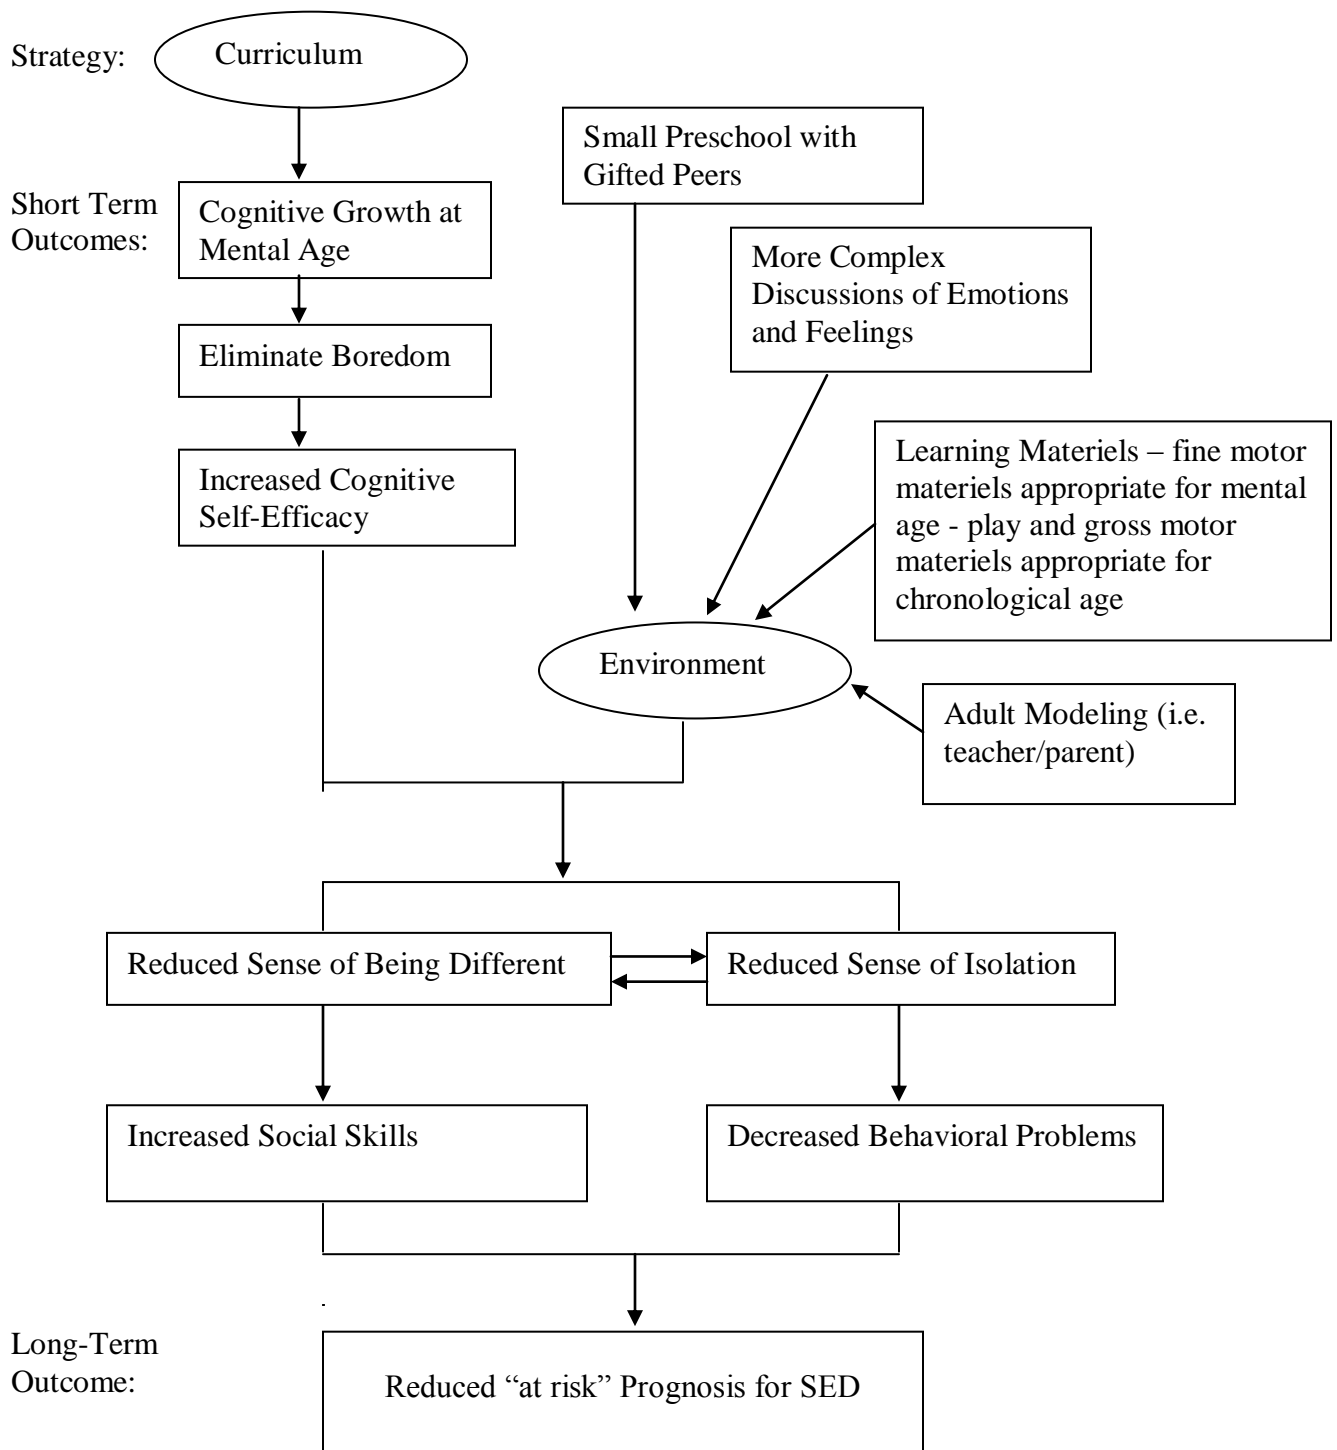 Strategy:
Curriculum
Small Preschool with
Gifted Peers
Short Term
Outcomes:
Cognitive Growth at
Mental Age
More Complex
Discussions of Emotions
and Feelings
Eliminate Boredom
Learning Materiels – fine motor
materiels appropriate for mental
age - play and gross motor
materiels appropriate for
chronological age
Increased Cognitive
Self-Efficacy
Environment
Adult Modeling (i.e.
teacher/parent)
Reduced Sense of Being Different
Reduced Sense of Isolation
Increased Social Skills
Decreased Behavioral Problems
Long-Term
Outcome:
Reduced “at risk” Prognosis for SED